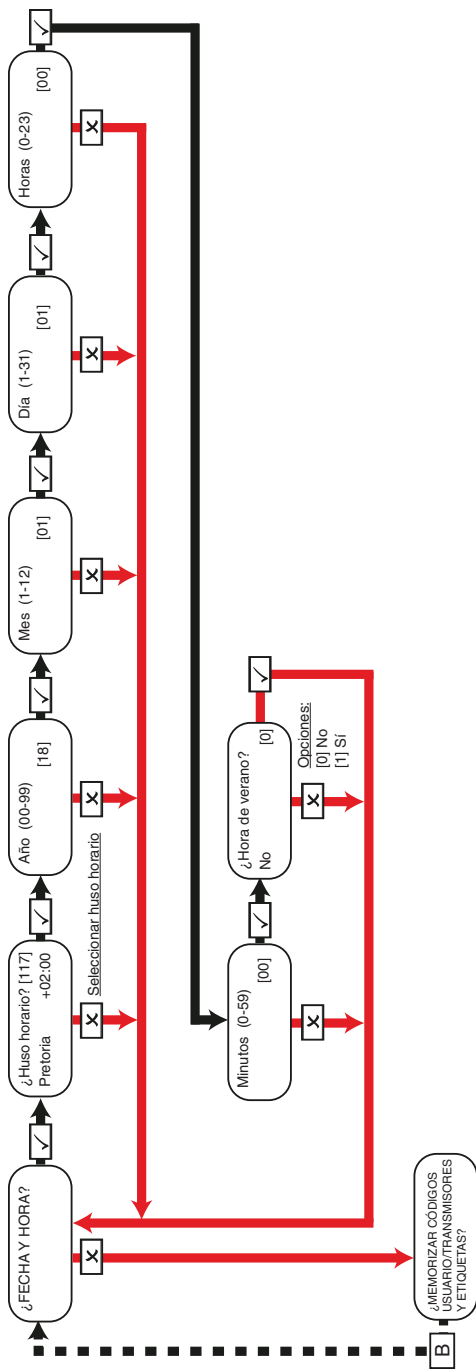 ¿FECHA Y HORA?
¿Huso horario? [117]
Pretoria +02:00
Seleccionar huso horario
Año (00-99)
[18]
Mes (1-12)
[01]
Día (1-31)
[01]
Horas (0-23)
[00]
Minutos (0-59)
[00]
¿Hora de verano?
No
[0]
Opciones:
[0] No
[1] Sí
B
¿MEMORIZAR CÓDIGOS
USUARIO/TRANSMISORES
Y ETIQUETAS?